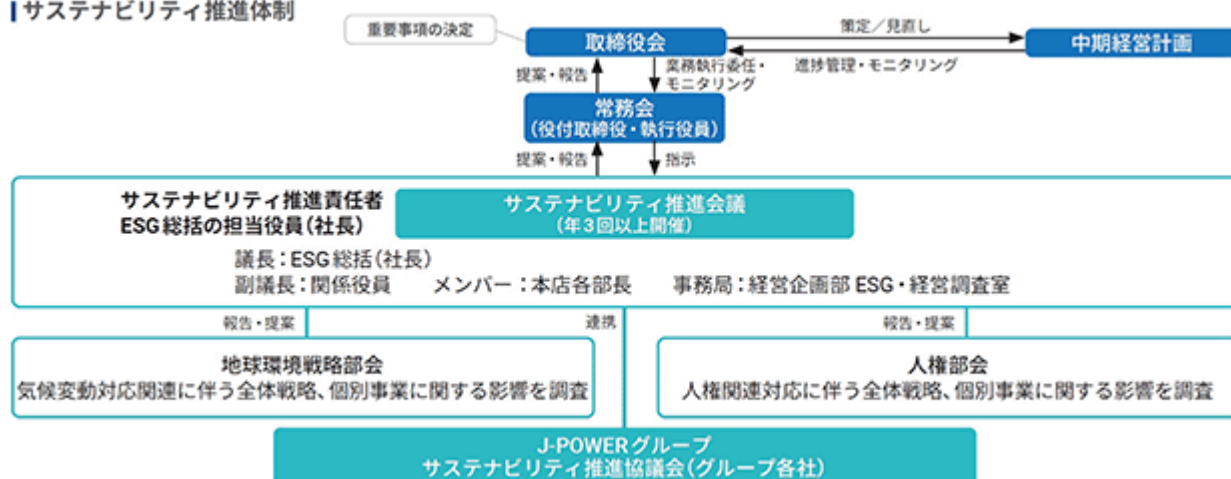 サステナビリティ推進体制
重要事項の決定
取締役会
策定／見直し
中期経営計画
提案・報告
業務執行委任・
モニタリング
進捗管理・モニタリング
常務会
(役付取締役・執行役員)
提案・報告
指示
サステナビリティ推進責任者
ESG総括の担当役員(社長)
サステナビリティ推進会議
(年3回以上開催)
議長：ESG総括(社長)
副議長：関係役員 メンバー：本店各部長 事務局：経営企画部 ESG・経営調査室
報告・提案
連携
報告・提案
地球環境戦略部会
気候変動対応関連に伴う全体戦略、個別事業に関する影響を調査
人権部会
人権関連対応に伴う全体戦略、個別事業に関する影響を調査
J-POWERグループ
サステナビリティ推進協議会(グループ各社)